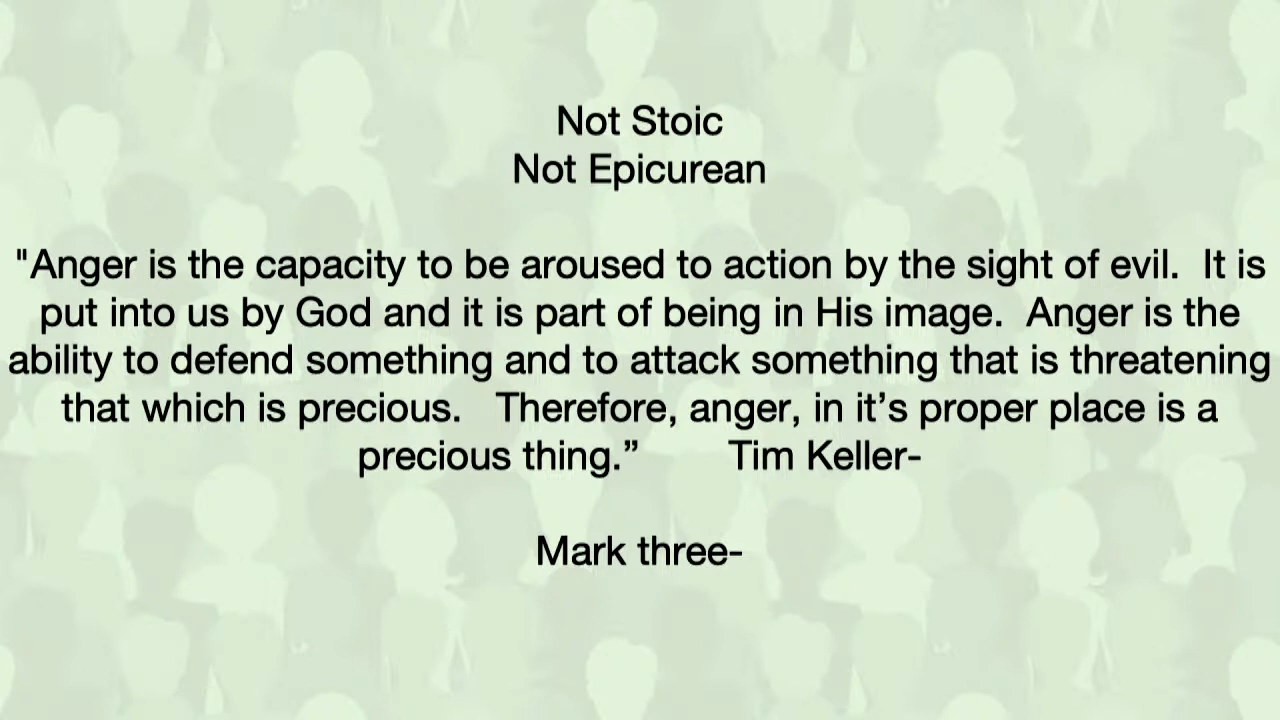 Not Stoic
Not Epicurean
"Anger is the capacity to be aroused to action by the sight of evil.  It is
put into us by God and it is part of being in His image.  Anger is the
ability to defend something and to attack something that is threatening
that which is precious.   Therefore, anger, in it’s proper place is a
precious thing.”        Tim Keller-
Mark three-